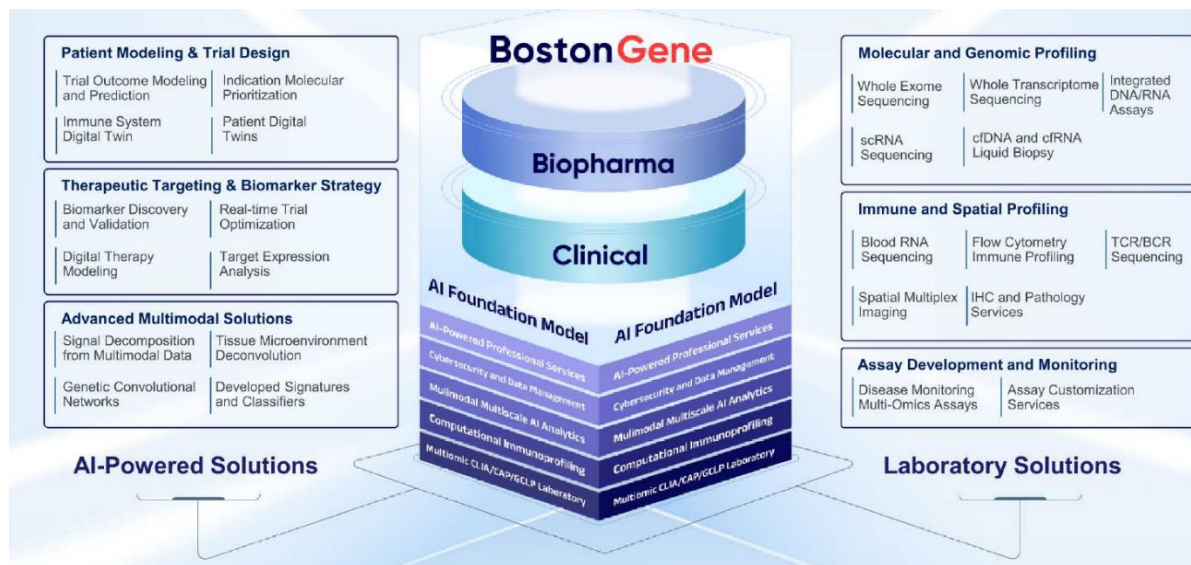 BostonGene
Patient Modeling & Trial Design
Trial Outcome Modeling
and Prediction
Indication Molecular
Prioritization
Immune System
Digital Twin
Patient Digital
Twins
Therapeutic Targeting & Biomarker Strategy
Biomarker Discovery
and Validation
Real-time Trial
Optimization
Digital Therapy
Modeling
Target Expression
Analysis
Advanced Multimodal Solutions
Signal Decomposition
from Multimodal Data
Tissue Microenvironment
Deconvolution
Genetic Convolutional
Networks
Developed Signatures
and Classifiers
AI-Powered Solutions
Biopharma
Clinical
AI Foundation Model
AI-Powered Professional Services
Cybersecurity and Data Management
Mulimodal Multiscale AI Analytics
Computational Immunoprofiling
Multiomic CLIA/CAP/GCLP Laboratory
AI Foundation Model
AI-Powered Professional Services
Cybersecurity and Data Management
Mulimodal Multiscale AI Analytics
Computational Immunoprofiling
Multiomic CLIA/CAP/GCLP Laboratory
Molecular and Genomic Profiling
Whole Exome
Sequencing
Whole Transcriptome
Sequencing
Integrated
DNA/RNA
Assays
scRNA
Sequencing
cfDNA and cfRNA
Liquid Biopsy
Immune and Spatial Profiling
Blood RNA
Sequencing
Flow Cytometry
Immune Profiling
TCR/BCR
Sequencing
Spatial Multiplex
Imaging
IHC and Pathology
Services
Assay Development and Monitoring
Disease Monitoring
Multi-Omics Assays
Assay Customization
Services
Laboratory Solutions